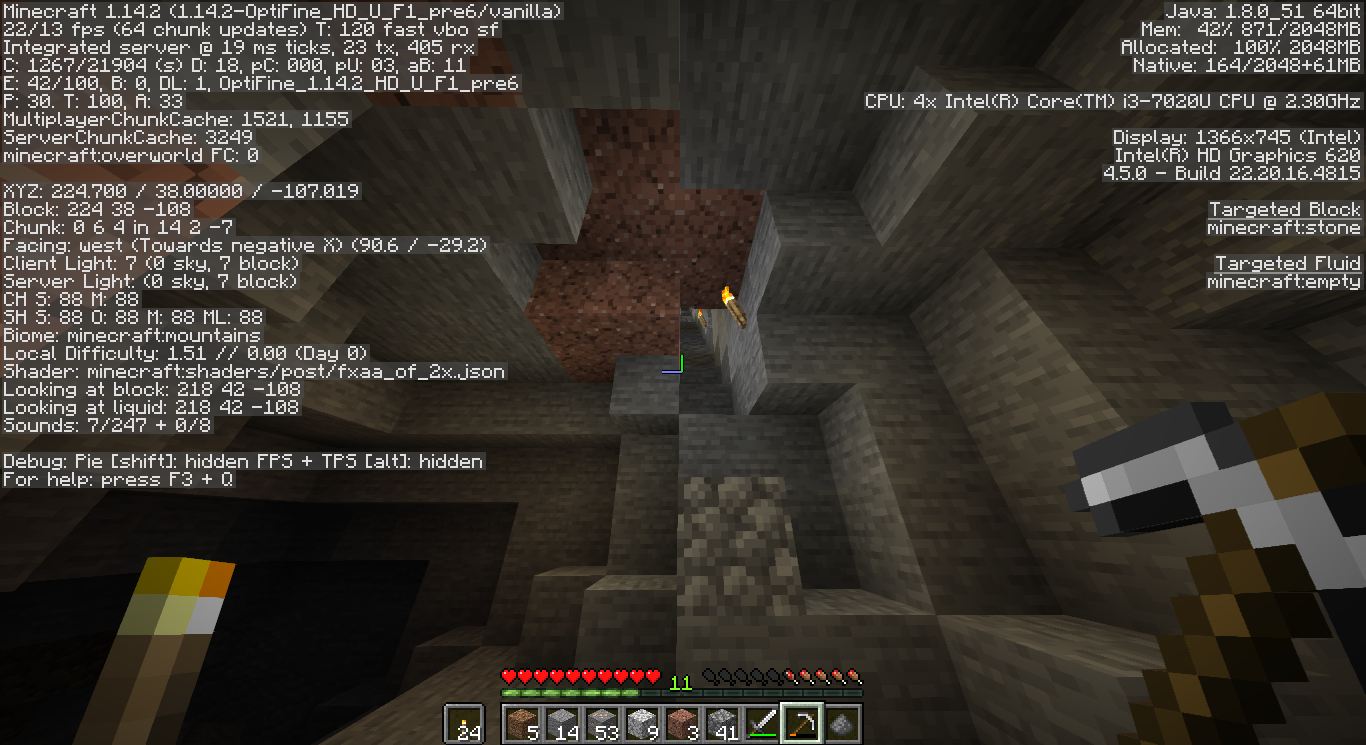 Minecraft 1.14.2 (1.14.2-OptiFine_HD_U_F1_pre6/vanilla)
22/13 fps (64 chunk updates) T: 120 fast vbo sf
Integrated server @ 19 ms ticks, 23 tx, 405 rx
C: 1267/21904 (s) D: 18, pC: 000, pU: 03, aB: 11
E: 42/100, B: 0, DL: 1, OptiFine_1.14.2_HD_U_F1_pre6
P: 30. T: 100, A: 33
MultiplayerChunkCache: 1521, 1155
ServerChunkCache: 3249
minecraft:overworld FC: 0
XYZ: 224.700 / 38.00000 / -107.019
Block: 224 38 -108
Chunk: 0 6 4 in 14 2 -7
Facing: west (Towards negative X) (90.6 / -29.2)
Client Light: 7 (0 sky, 7 block)
Server Light: (0 sky, 7 block)
CH S: 88 M: 88
SH S: 88 O: 88 M: 88 ML: 88
Biome: minecraft:mountains
Local Difficulty: 1.51 // 0.00 (Day 0)
Shader: minecraft:shaders/post/fxaa_of_2x.json
Looking at block: 218 42 -108
Looking at liquid: 218 42 -108
Sounds: 7/247 + 0/8
Debug: Pie [shift]: hidden FPS + TPS [alt]: hidden
For help: press F3 + Q
Java: 1.8.0_51 64bit
Mem: 42% 871/2048MB
Allocated: 100% 2048MB
Native: 164/2048+61MB
CPU: 4x Intel(R) Core(TM) i3-7020U CPU @ 2.30GHz
Display: 1366x745 (Intel)
Intel(R) HD Graphics 620
4.5.0 - Build 22.20.16.4815
Targeted Block
minecraft:stone
Targeted Fluid
minecraft:empty
11
24 5 14 53 9 3 41